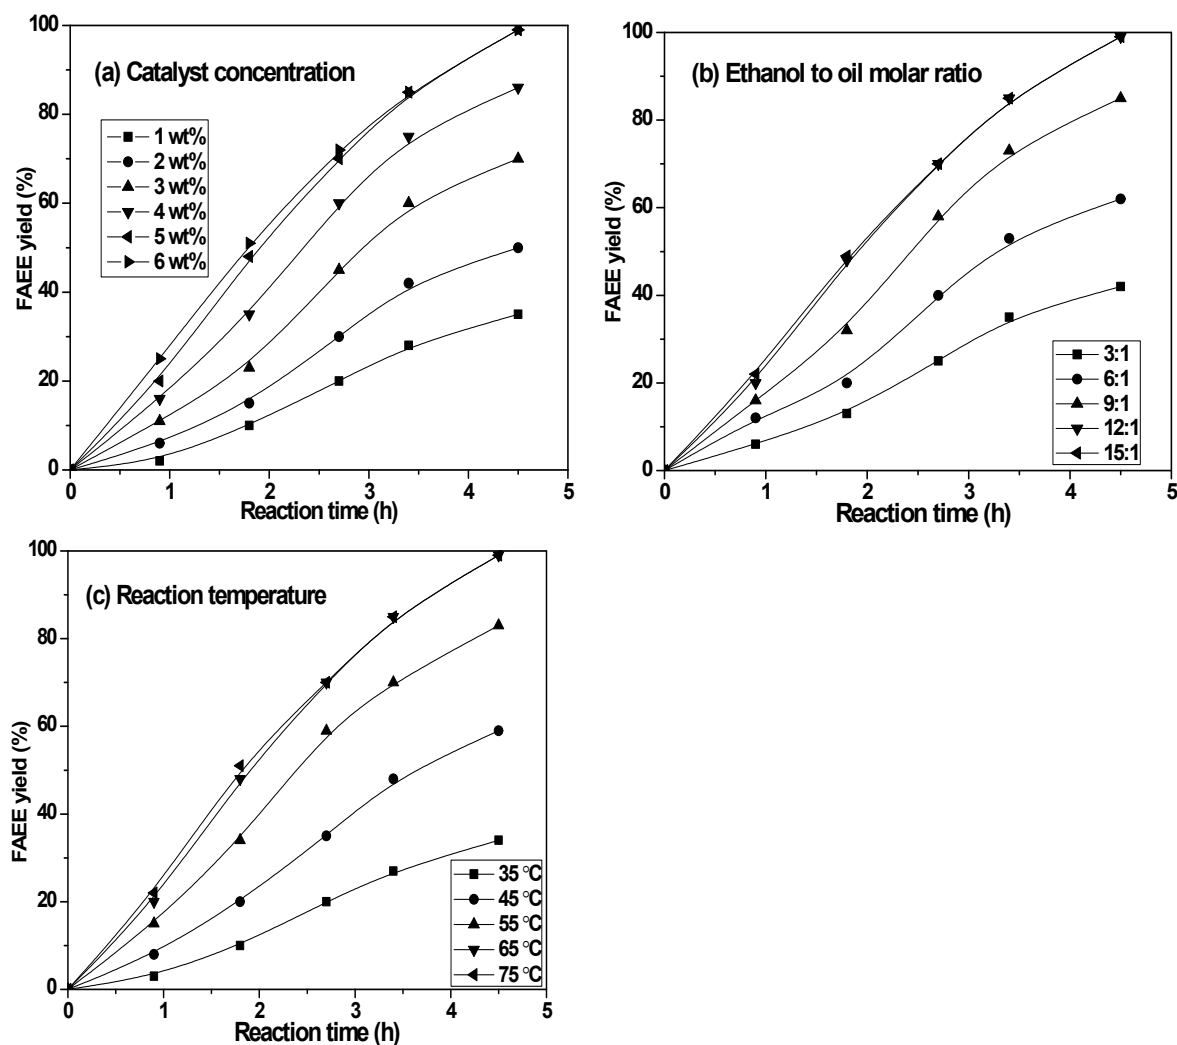 (a) Catalyst concentration
1 wt%
2 wt%
3 wt%
4 wt%
5 wt%
6 wt%
FAEE yield (%)
100
80
60
40
20
0
0 1 2 3 4 5
Reaction time (h)
(b) Ethanol to oil molar ratio
3:1
6:1
9:1
12:1
15:1
FAEE yield (%)
100
80
60
40
20
0
0 1 2 3 4 5
Reaction time (h)
(c) Reaction temperature
35 °C
45 °C
55 °C
65 °C
75 °C
FAEE yield (%)
100
80
60
40
20
0
0 1 2 3 4 5
Reaction time (h)